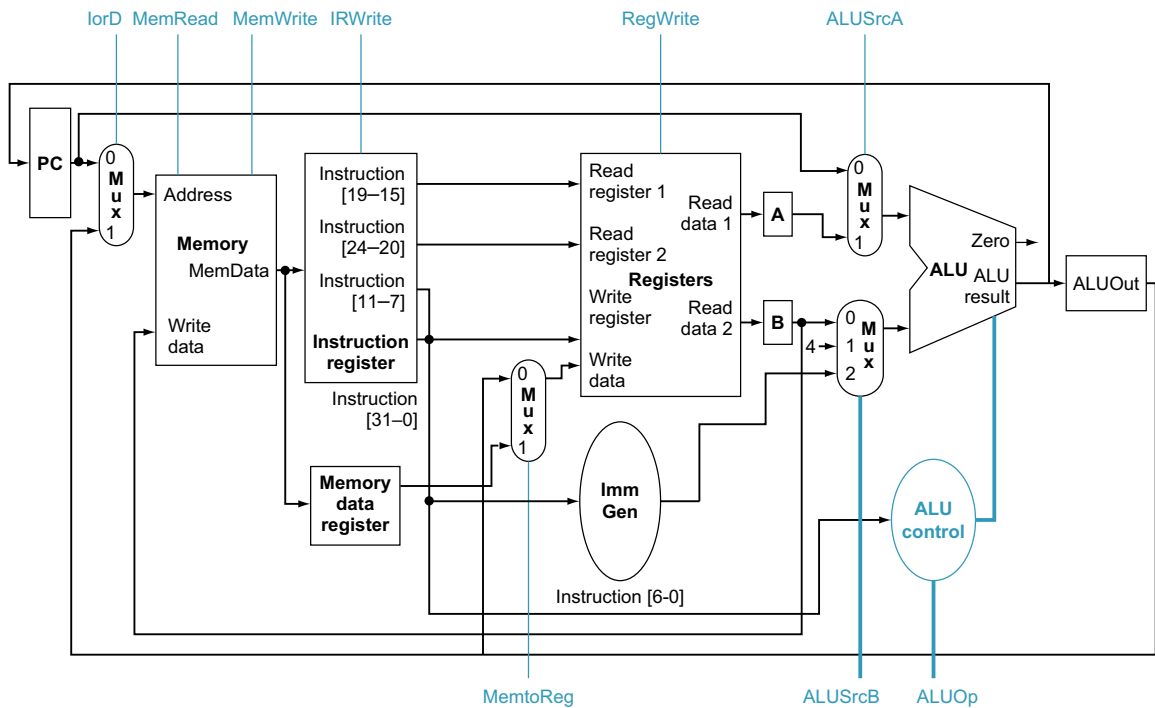 IorD
MemRead
MemWrite
IRWrite
RegWrite
ALUSrcA
PC
0
M
u
x
1
Address
Memory
MemData
Write
data
Instruction
[19–15]
Instruction
[24–20]
Instruction
[11–7]
Instruction
register
Instruction
[31–0]
Memory
data
register
0
M
u
x
1
Read
register 1
Read
register 2
Registers
Write
register
Write
data
Read
data 1
Read
data 2
Imm
Gen
Instruction [6-0]
A
B
4
0
M
u
x
1
0
1
2
M
u
x
Zero
ALU
ALU
result
ALUOut
ALU
control
MemtoReg
ALUSrcB
ALUOp